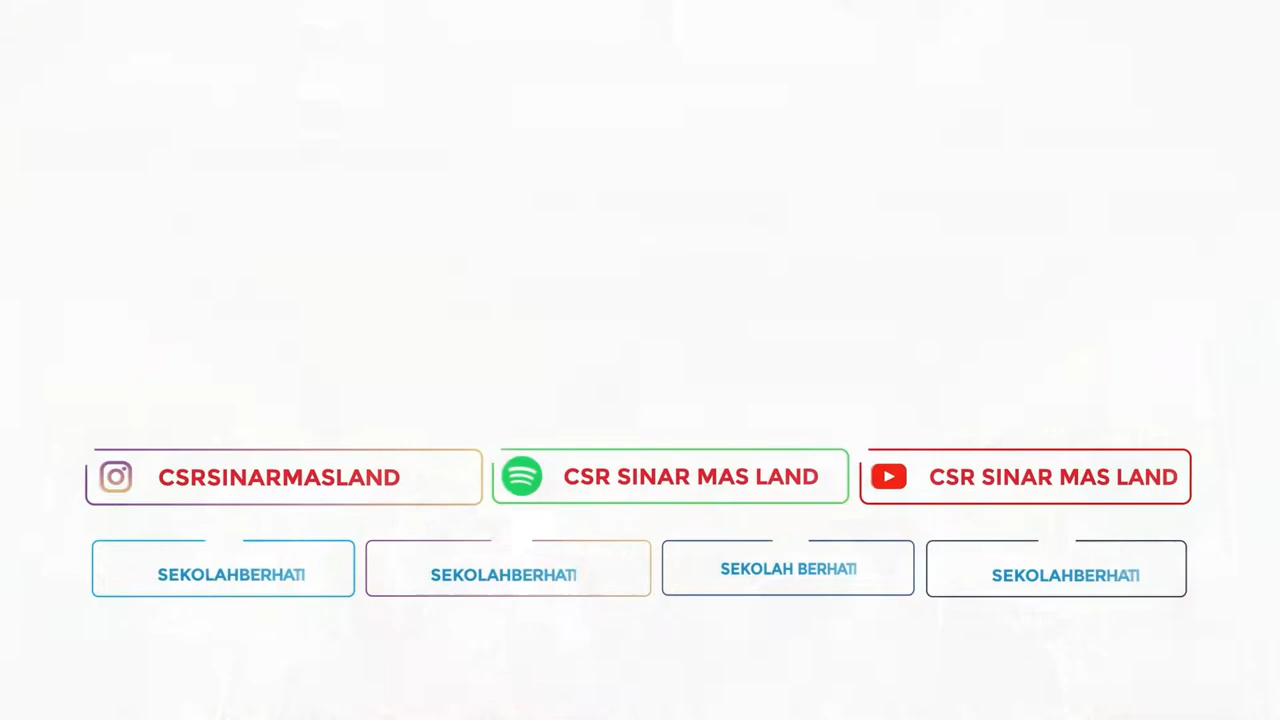 CSRSINARMASLAND
CSR SINAR MAS LAND
CSR SINAR MAS LAND
SEKOLAHBERHATI
SEKOLAHBERHATI
SEKOLAH BERHATI
SEKOLAHBERHATI